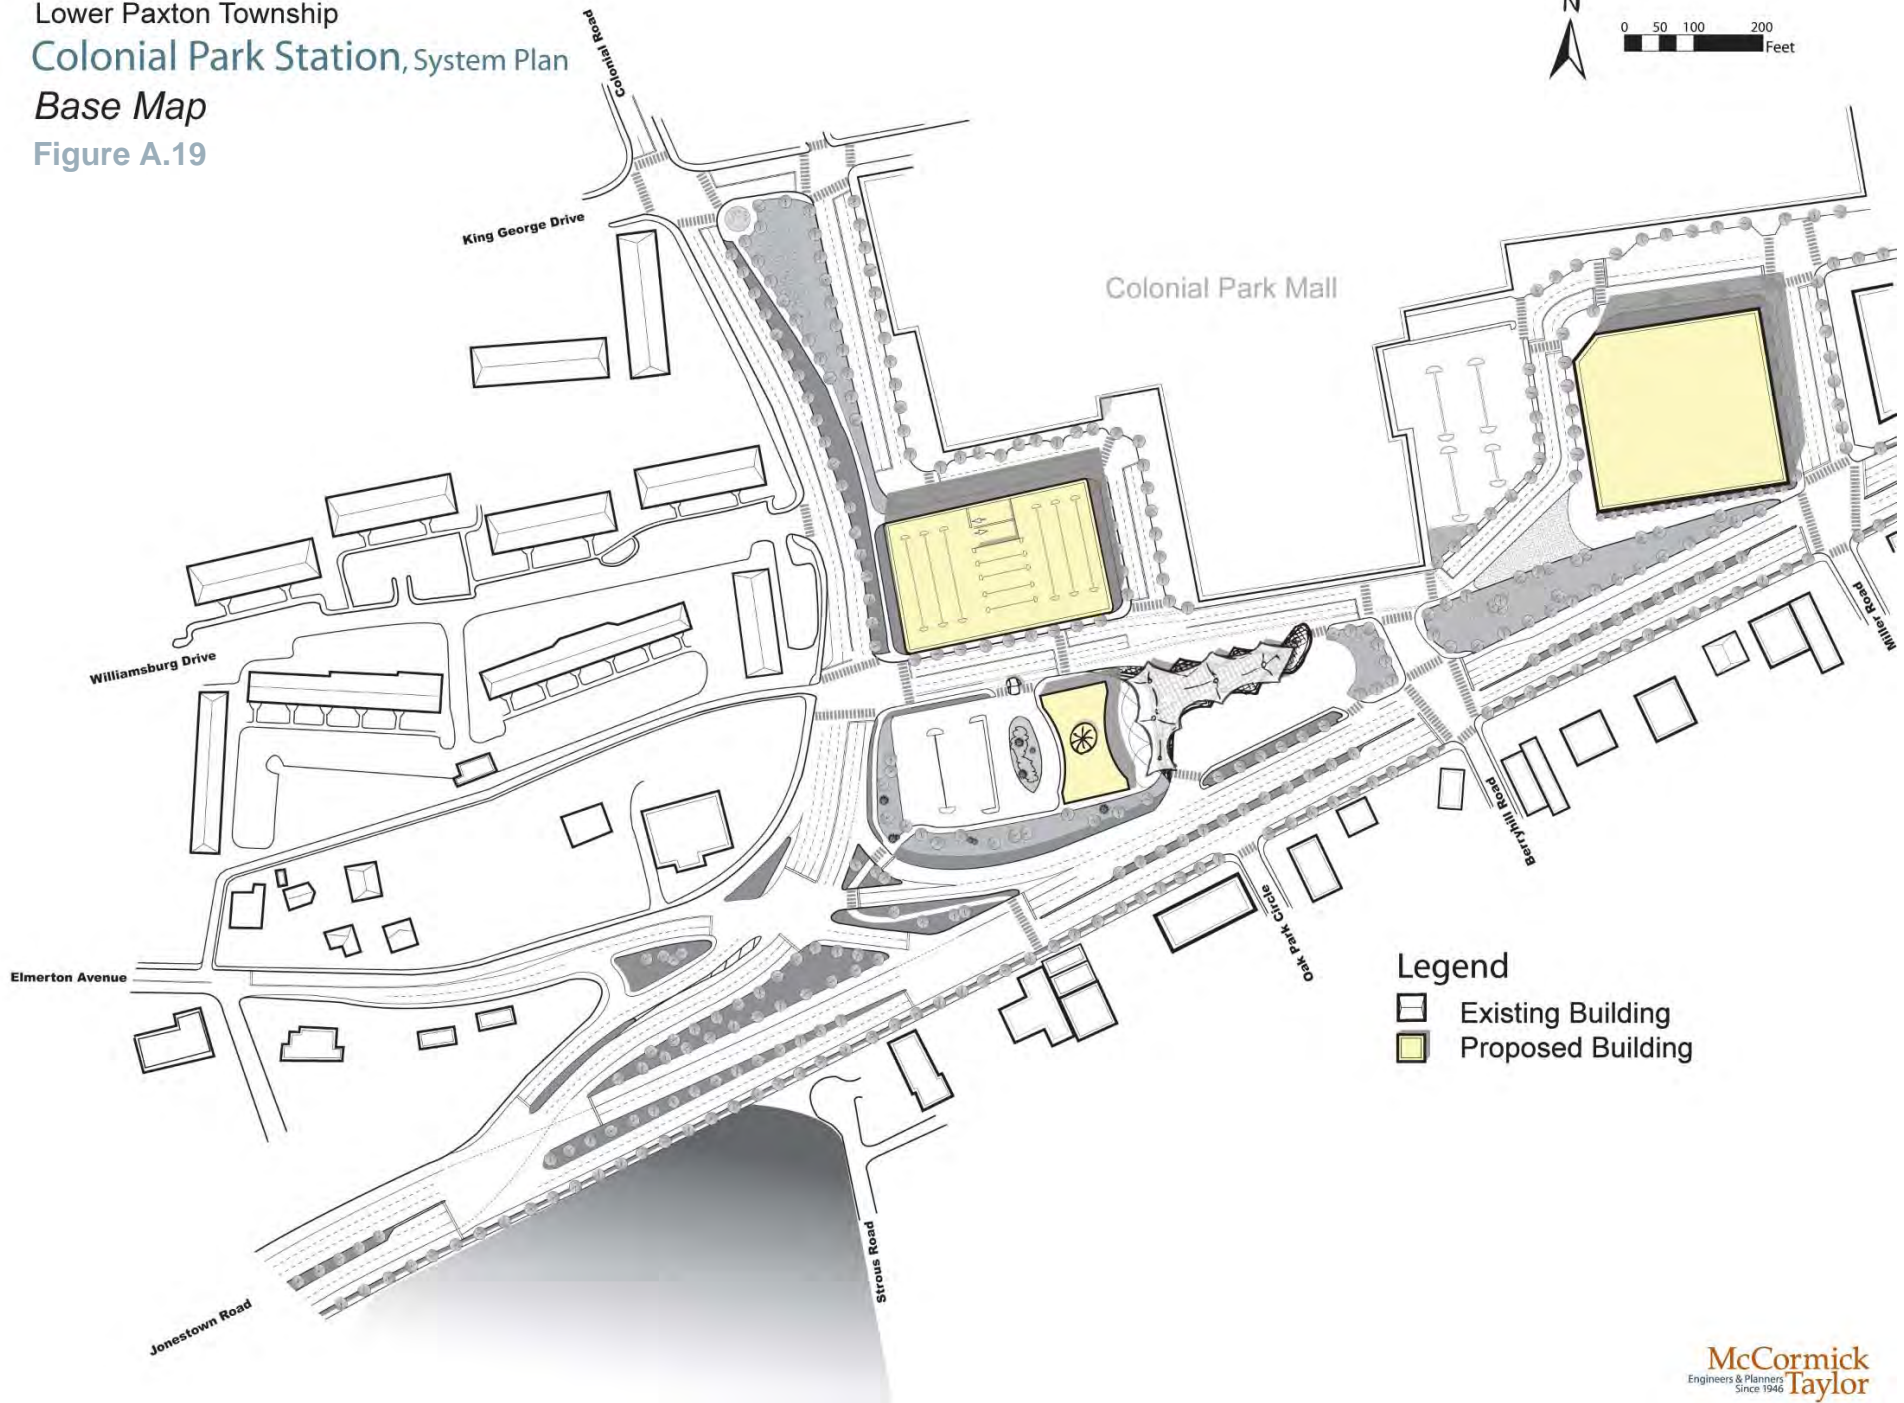 Lower Paxton Township
Colonial Park Station, System Plan
Base Map
Figure A.19
Colonial Road
N
0 50 100 200
Feet
King George Drive
Colonial Park Mall
Williamsburg Drive
Miller Road
Berryhill Road
Oak Park Circle
Elmerton Avenue
Legend
Existing Building
Proposed Building
Strous Road
Jonestown Road
McCormick
Taylor
Engineers & Planners
Since 1946